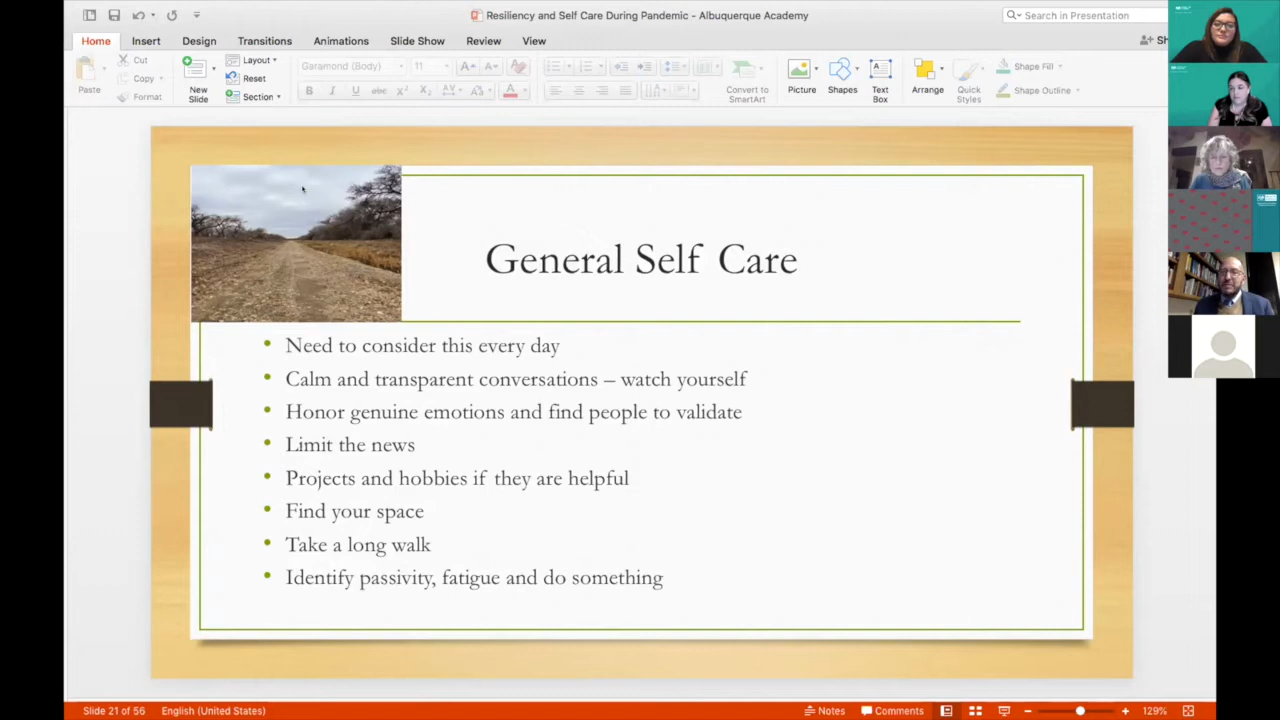 Resiliency and Self Care During Pandemic - Albuquerque Academy
Search in Presentation
Home Insert Design Transitions Animations Slide Show Review View
Sh
Paste
Cut
Copy
Format
New Slide
Layout
Reset
Section
Garamond (Body) 11
Convert to SmartArt
Picture
Shapes
Text Box
Arrange
Quick Styles
Shape Fill
Shape Outline
General Self Care
• Need to consider this every day
• Calm and transparent conversations – watch yourself
• Honor genuine emotions and find people to validate
• Limit the news
• Projects and hobbies if they are helpful
• Find your space
• Take a long walk
• Identify passivity, fatigue and do something
Slide 21 of 56 English (United States) Notes Comments 129%